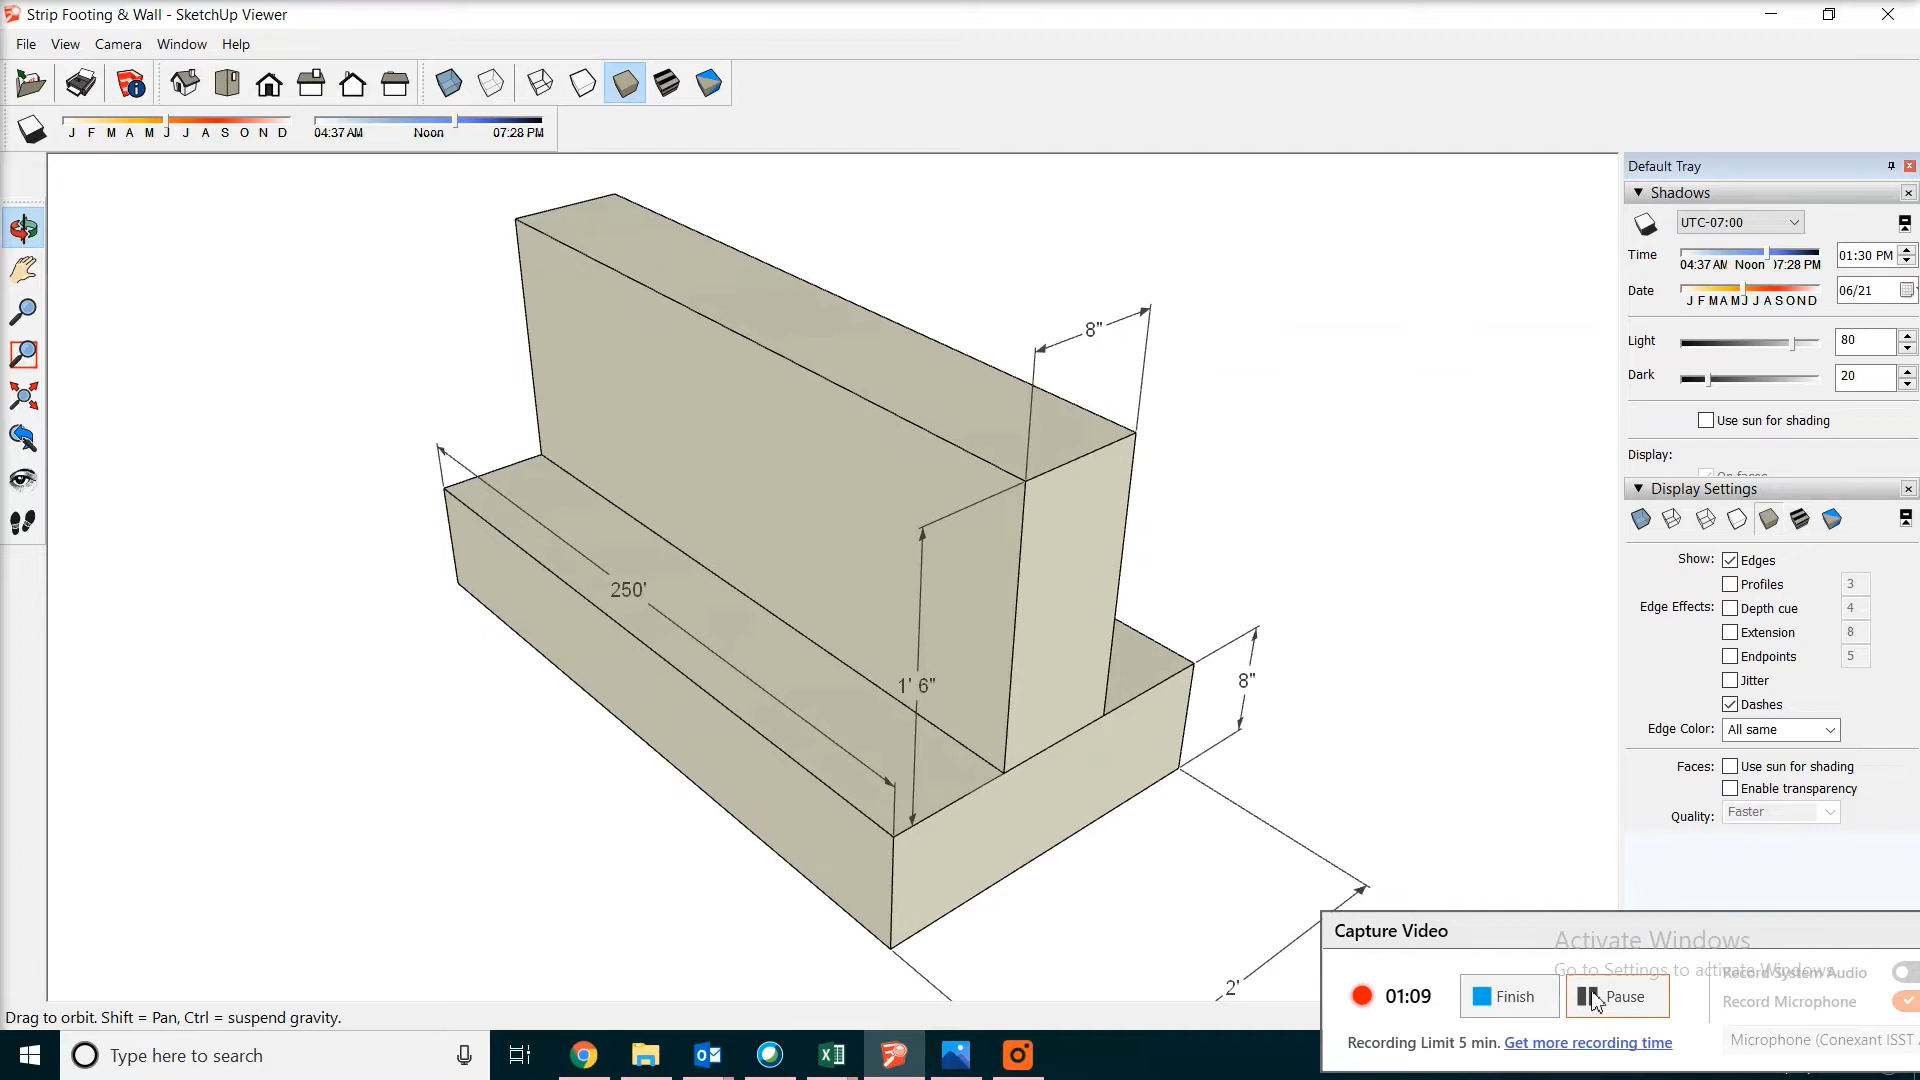 Strip Footing & Wall - SketchUp Viewer
File View Camera Window Help
J F M A M J J A S O N D
04:37 AM Noon 07:28 PM
Default Tray
Shadows
UTC-07:00
Time 01:30 PM
04:37 AM Noon 07:28 PM
Date 06/21
J F M A M J J A S O N D
Light 80
Dark 20
Use sun for shading
Display:
On faces
Display Settings
Show: Edges
Profiles 3
Edge Effects: Depth cue 4
Extension 8
Endpoints 5
Jitter
Dashes
Edge Color: All same
Faces: Use sun for shading
Enable transparency
Quality: Faster
8"
250'
1' 6"
8"
2'
Capture Video
Activate Windows
Go to Settings to activate Windows.
Record System Audio
01:09 Finish Pause
Record Microphone
Recording Limit 5 min. Get more recording time
Microphone (Conexant ISST A
Drag to orbit. Shift = Pan, Ctrl = suspend gravity.
Type here to search